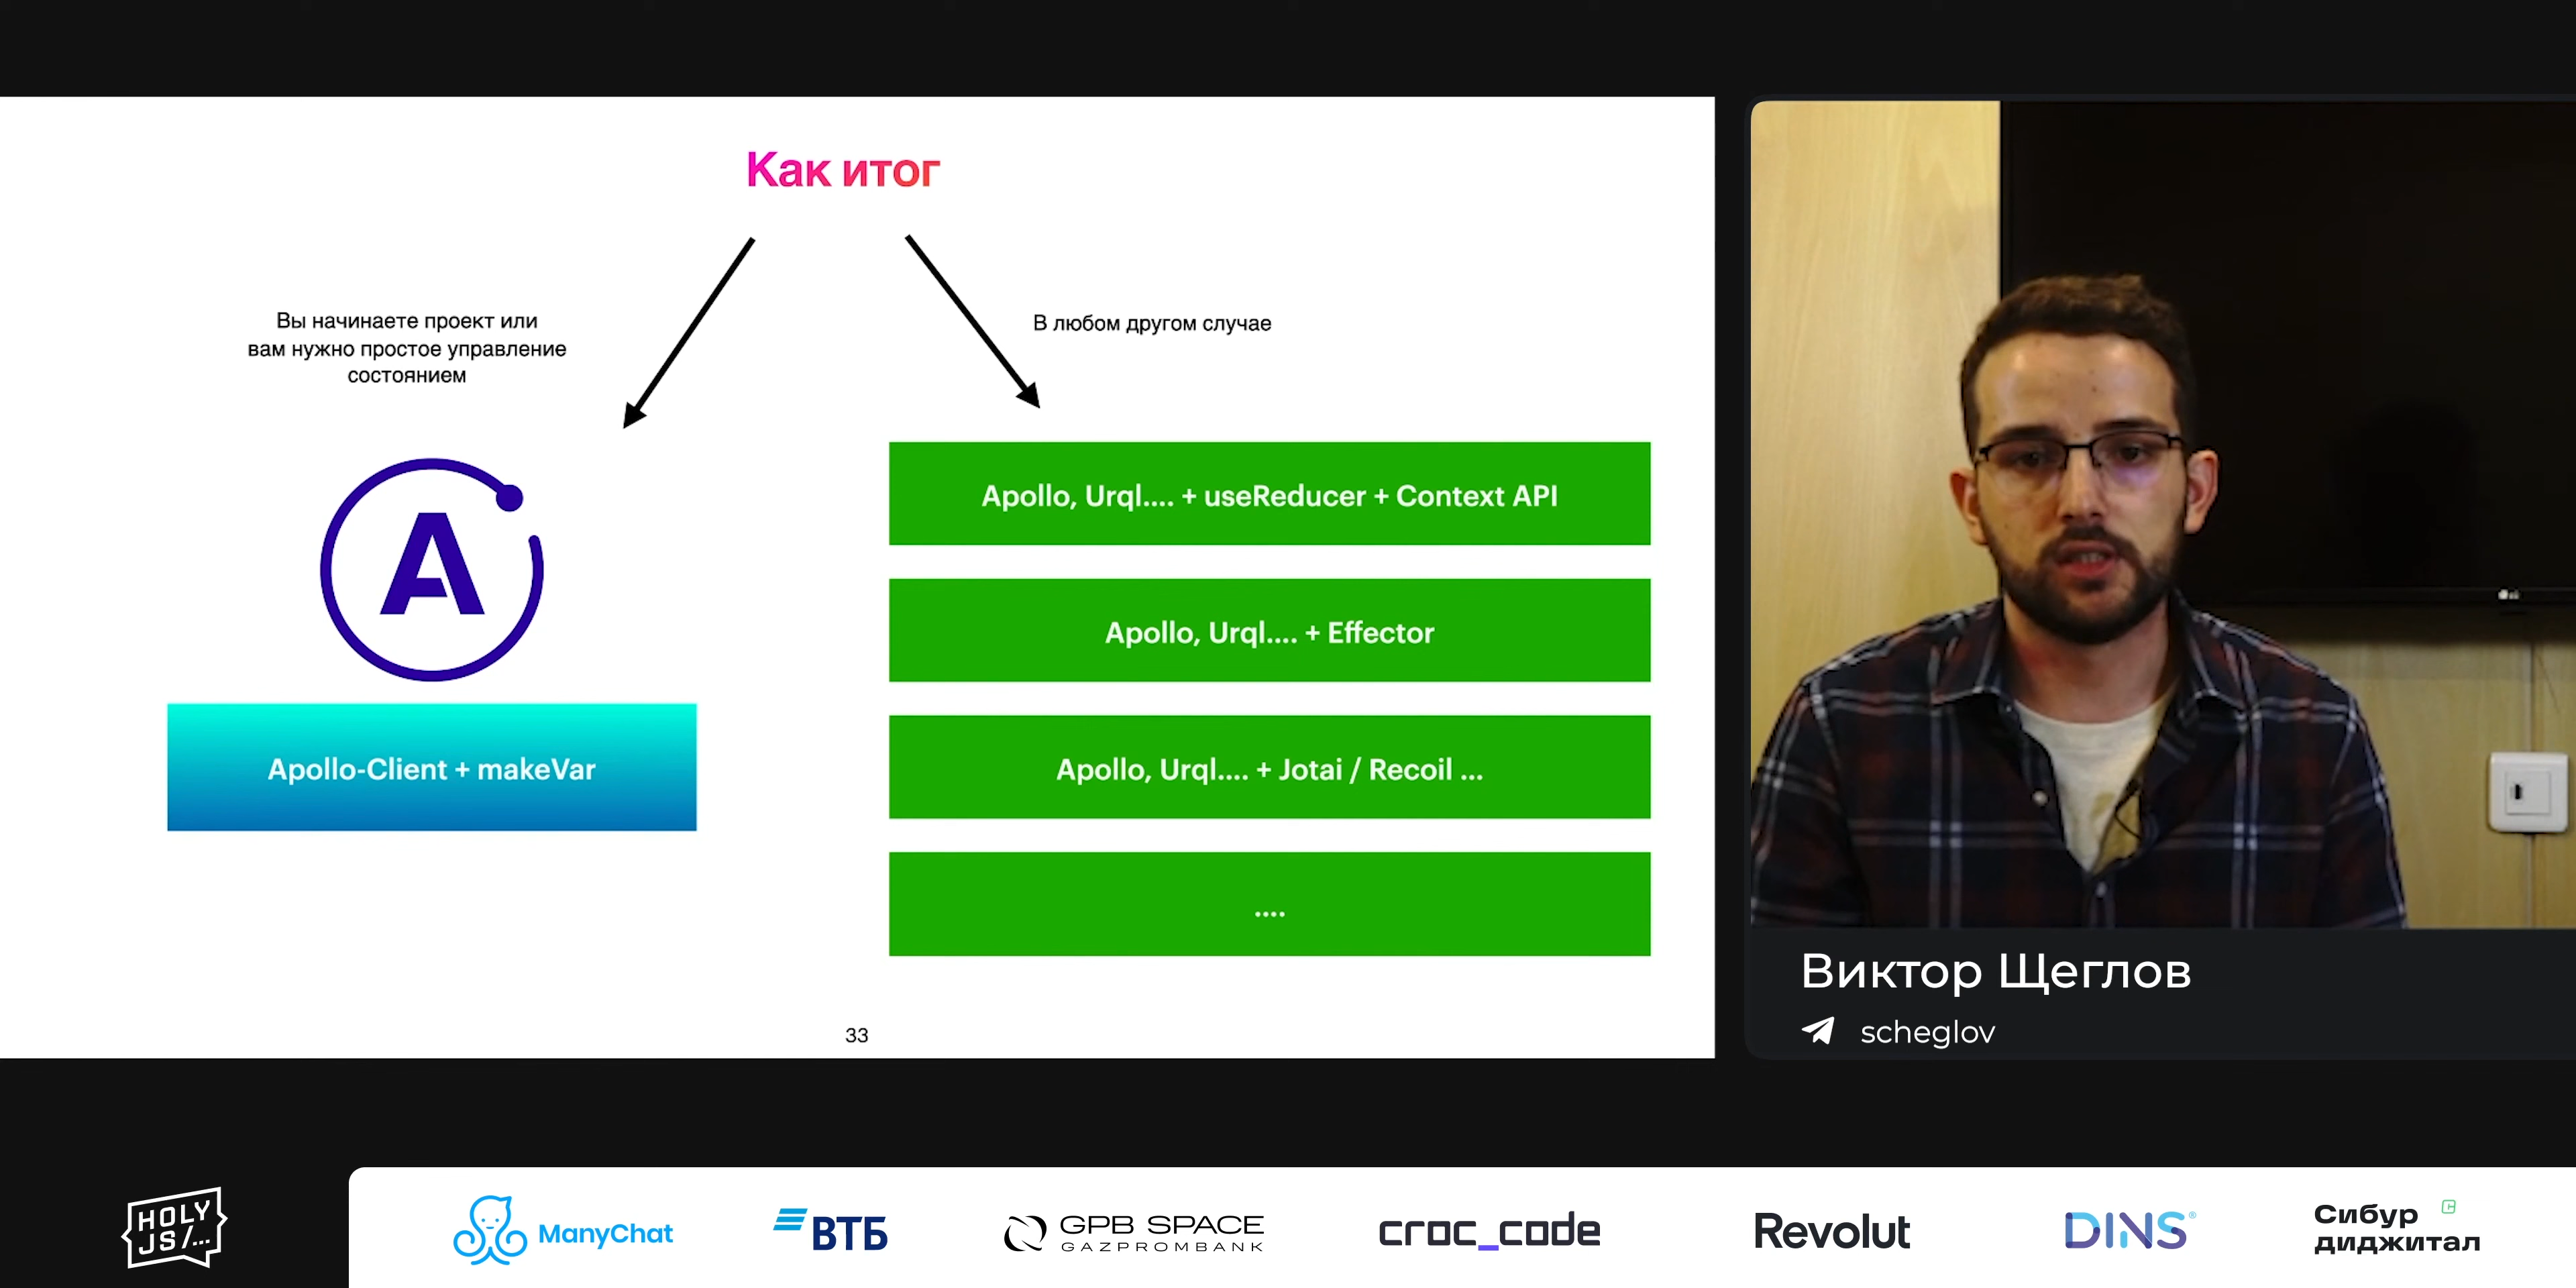 Как итог
Вы начинаете проект или
вам нужно простое управление
состоянием
В любом другом случае
A
Apollo-Client + makeVar
Apollo, Urql.... + useReducer + Context API
Apollo, Urql.... + Effector
Apollo, Urql.... + Jotai / Recoil ...
....
33
Виктор Щеглов
scheglov
HOLY
JS/...
ManyChat
ВТБ
GPB SPACE
GAZPROMBANK
croc_code
Revolut
DINS®
Сибур
диджитал